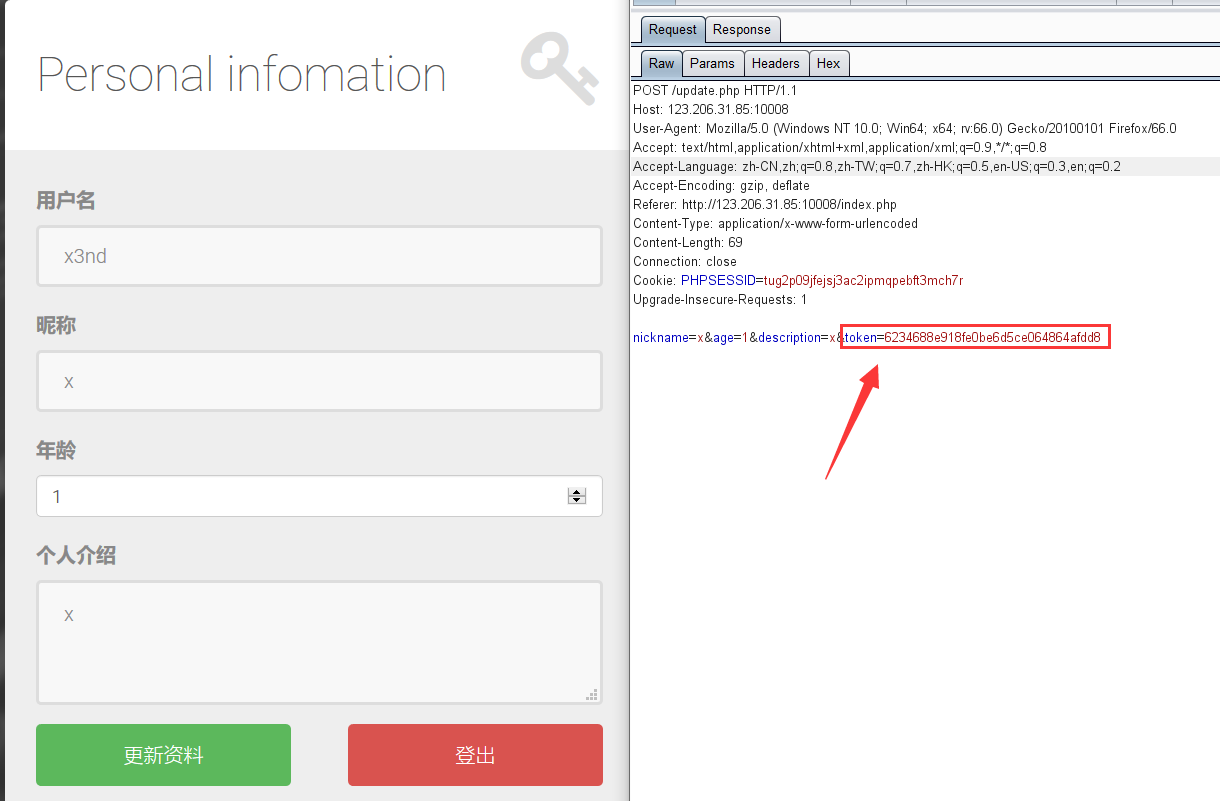 Personal infomation
用户名
x3nd
昵称
x
年龄
1
个人介绍
x
更新资料
登出
Request
Response
Raw
Params
Headers
Hex
POST /update.php HTTP/1.1
Host: 123.206.31.85:10008
User-Agent: Mozilla/5.0 (Windows NT 10.0; Win64; x64; rv:66.0) Gecko/20100101 Firefox/66.0
Accept: text/html,application/xhtml+xml,application/xml;q=0.9,*/*;q=0.8
Accept-Language: zh-CN,zh;q=0.8,zh-TW;q=0.7,zh-HK;q=0.5,en-US;q=0.3,en;q=0.2
Accept-Encoding: gzip, deflate
Referer: http://123.206.31.85:10008/index.php
Content-Type: application/x-www-form-urlencoded
Content-Length: 69
Connection: close
Cookie: PHPSESSID=tug2p09jfejsj3ac2ipmqpebft3mch7r
Upgrade-Insecure-Requests: 1
nickname=x&age=1&description=x&token=6234688e918fe0be6d5ce064864afdd8